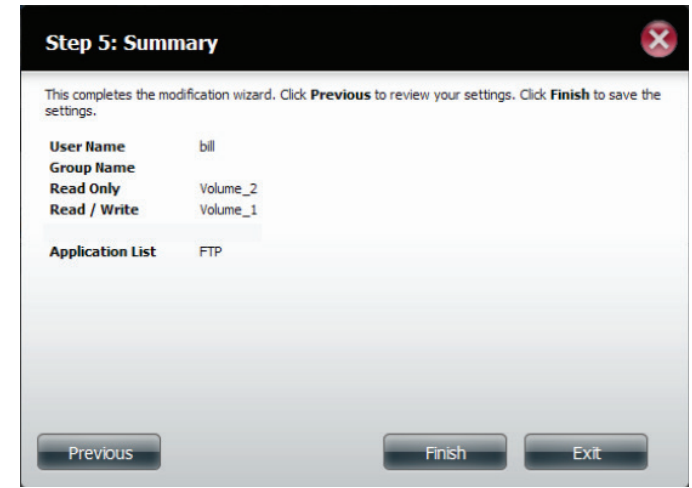 Step 5: Summary
This completes the modification wizard. Click Previous to review your settings. Click Finish to save the
settings.
User Name bill
Group Name
Read Only Volume_2
Read / Write Volume_1
Application List FTP
Previous Finish Exit